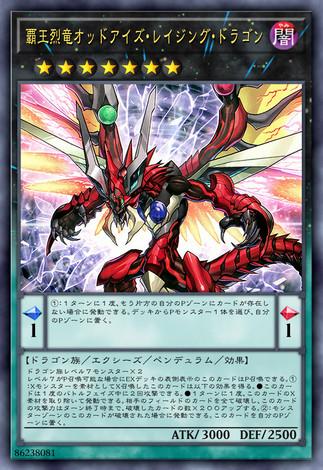 覇王烈竜オッドアイズ・レイジング・ドラゴン
闇
①：１ターンに１度、もう片方の自分のＰゾーンにカードが存在し
ない場合に発動できる。デッキからＰモンスター１体を選び、自分
のＰゾーンに置く。
1
1
【ドラゴン族／エクシーズ／ペンデュラム／効果】
ドラゴン族レベル７モンスター×２
レベル７がＰ召喚可能な場合にEXデッキの表側表示のこのカードはＰ召喚できる。①：
Xモンスターを素材としてX召喚したこのカードは以下の効果を得る。●このカー
ドは１度のバトルフェイズ中に２回攻撃できる。●１ターンに１度、このカードのX
素材を取り除いて発動できる。相手のフィールドのカードを全て破壊し、このカード
の攻撃力はターン終了時まで、破壊したカードの数×２００アップする。②：モンス
ターゾーンのこのカードが破壊された場合に発動できる。このカードを自分のＰゾー
ンに置く。
ATK/ 3000 DEF/2500
86238081